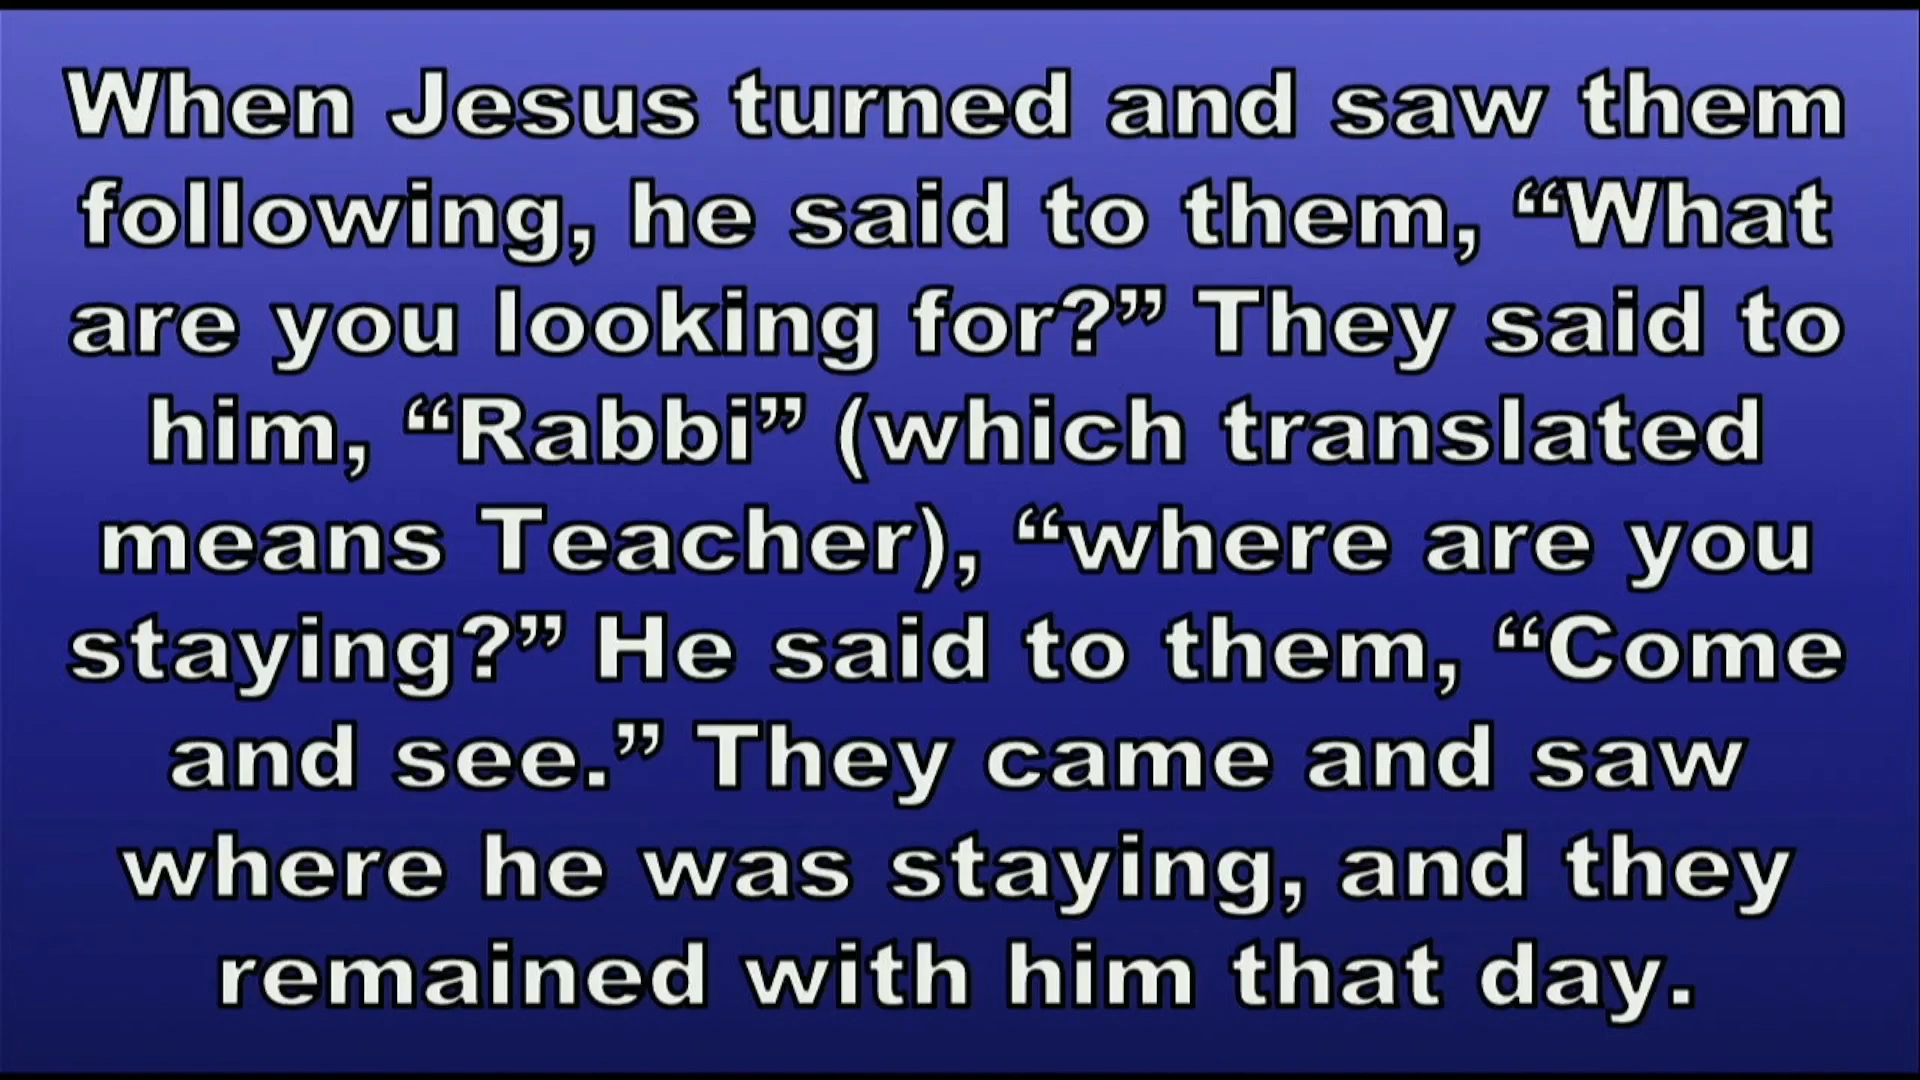 When Jesus turned and saw them
following, he said to them, “What
are you looking for?” They said to
him, “Rabbi” (which translated
means Teacher), “where are you
staying?” He said to them, “Come
and see.” They came and saw
where he was staying, and they
remained with him that day.